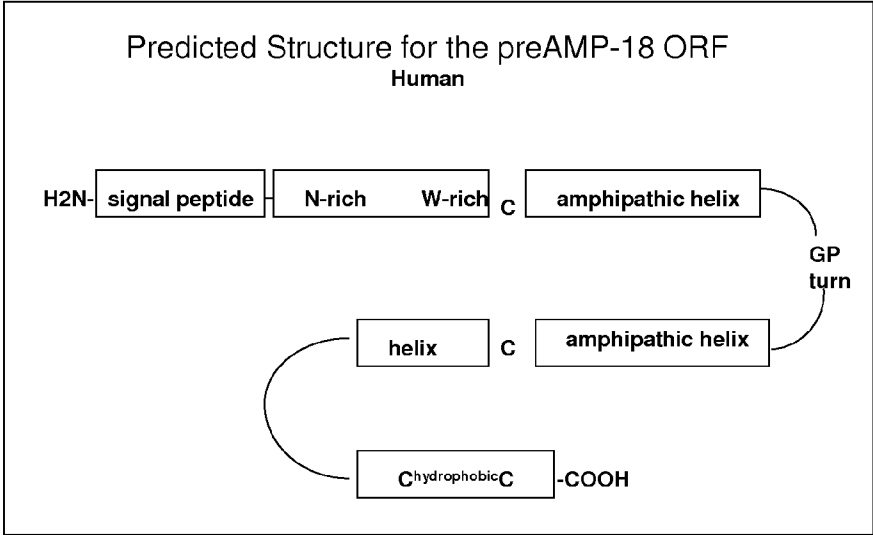 Predicted Structure for the preAMP-18 ORF
Human
H2N- signal peptide N-rich W-rich C amphipathic helix
GP
turn
helix C amphipathic helix
ChydrophobicC -COOH